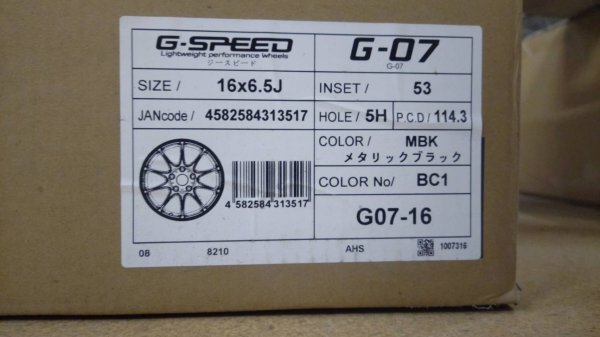 G-SPEED
Lightweight performance wheels
ジースピード
G-07
G-07
SIZE / 16x6.5J
INSET / 53
JANcode / 4582584313517
HOLE / 5H P.C.D / 114.3
COLOR / MBK
メタリックブラック
COLOR No/ BC1
4 582584 313517
G07-16
08 8210 AHS 1007316